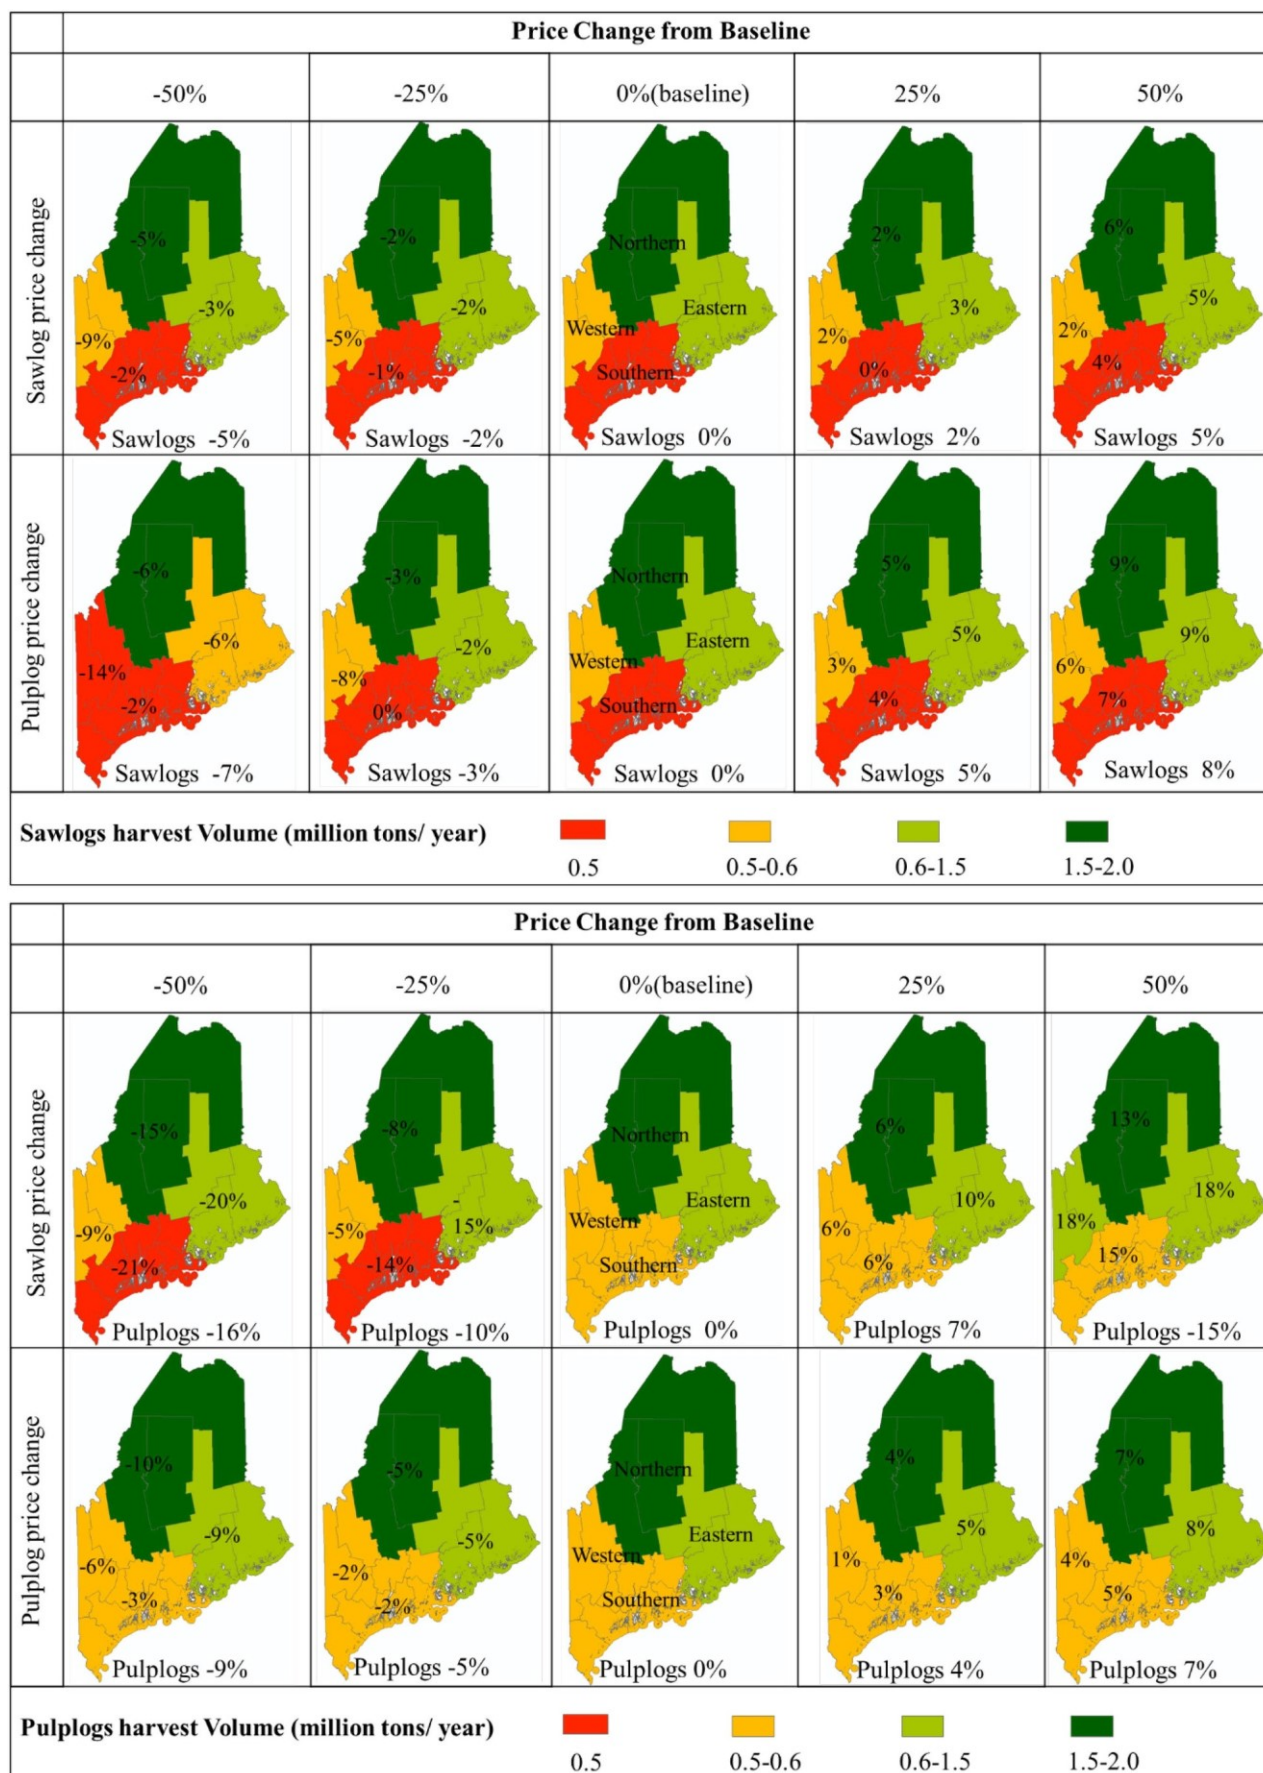 Price Change from Baseline
-50% -25% 0%(baseline) 25% 50%
Sawlog price change
-5% -3% -9% -2%
Sawlogs -5%
-2% -2% -5% -1%
Sawlogs -2%
Northern Eastern Western Southern
Sawlogs 0%
2% 3% 2% 0%
Sawlogs 2%
6% 5% 2% 4%
Sawlogs 5%
Pulplog price change
-6% -6% -14% -2%
Sawlogs -7%
-3% -2% -8% 0%
Sawlogs -3%
Northern Eastern Western Southern
Sawlogs 0%
5% 5% 3% 4%
Sawlogs 5%
9% 9% 6% 7%
Sawlogs 8%
Sawlogs harvest Volume (million tons/ year)
0.5 0.5-0.6 0.6-1.5 1.5-2.0
Price Change from Baseline
-50% -25% 0%(baseline) 25% 50%
Sawlog price change
-15% -20% -9% -21%
Pulplogs -16%
-8% - 15% -5% -14%
Pulplogs -10%
Northern Eastern Western Southern
Pulplogs 0%
6% 10% 6% 6%
Pulplogs 7%
13% 18% 18% 15%
Pulplogs -15%
Pulplog price change
-10% -9% -6% -3%
Pulplogs -9%
-5% -5% -2% -2%
Pulplogs -5%
Northern Eastern Western Southern
Pulplogs 0%
4% 5% 1% 3%
Pulplogs 4%
7% 8% 4% 5%
Pulplogs 7%
Pulplogs harvest Volume (million tons/ year)
0.5 0.5-0.6 0.6-1.5 1.5-2.0